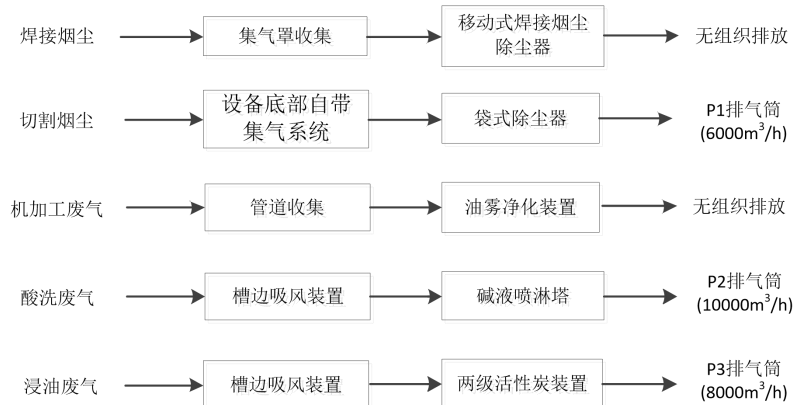 焊接烟尘
集气罩收集
移动式焊接烟尘
除尘器
无组织排放
切割烟尘
设备底部自带
集气系统
袋式除尘器
P1排气筒
(6000m³/h)
机加工废气
管道收集
油雾净化装置
无组织排放
酸洗废气
槽边吸风装置
碱液喷淋塔
P2排气筒
(10000m³/h)
浸油废气
槽边吸风装置
两级活性炭装置
P3排气筒
(8000m³/h)